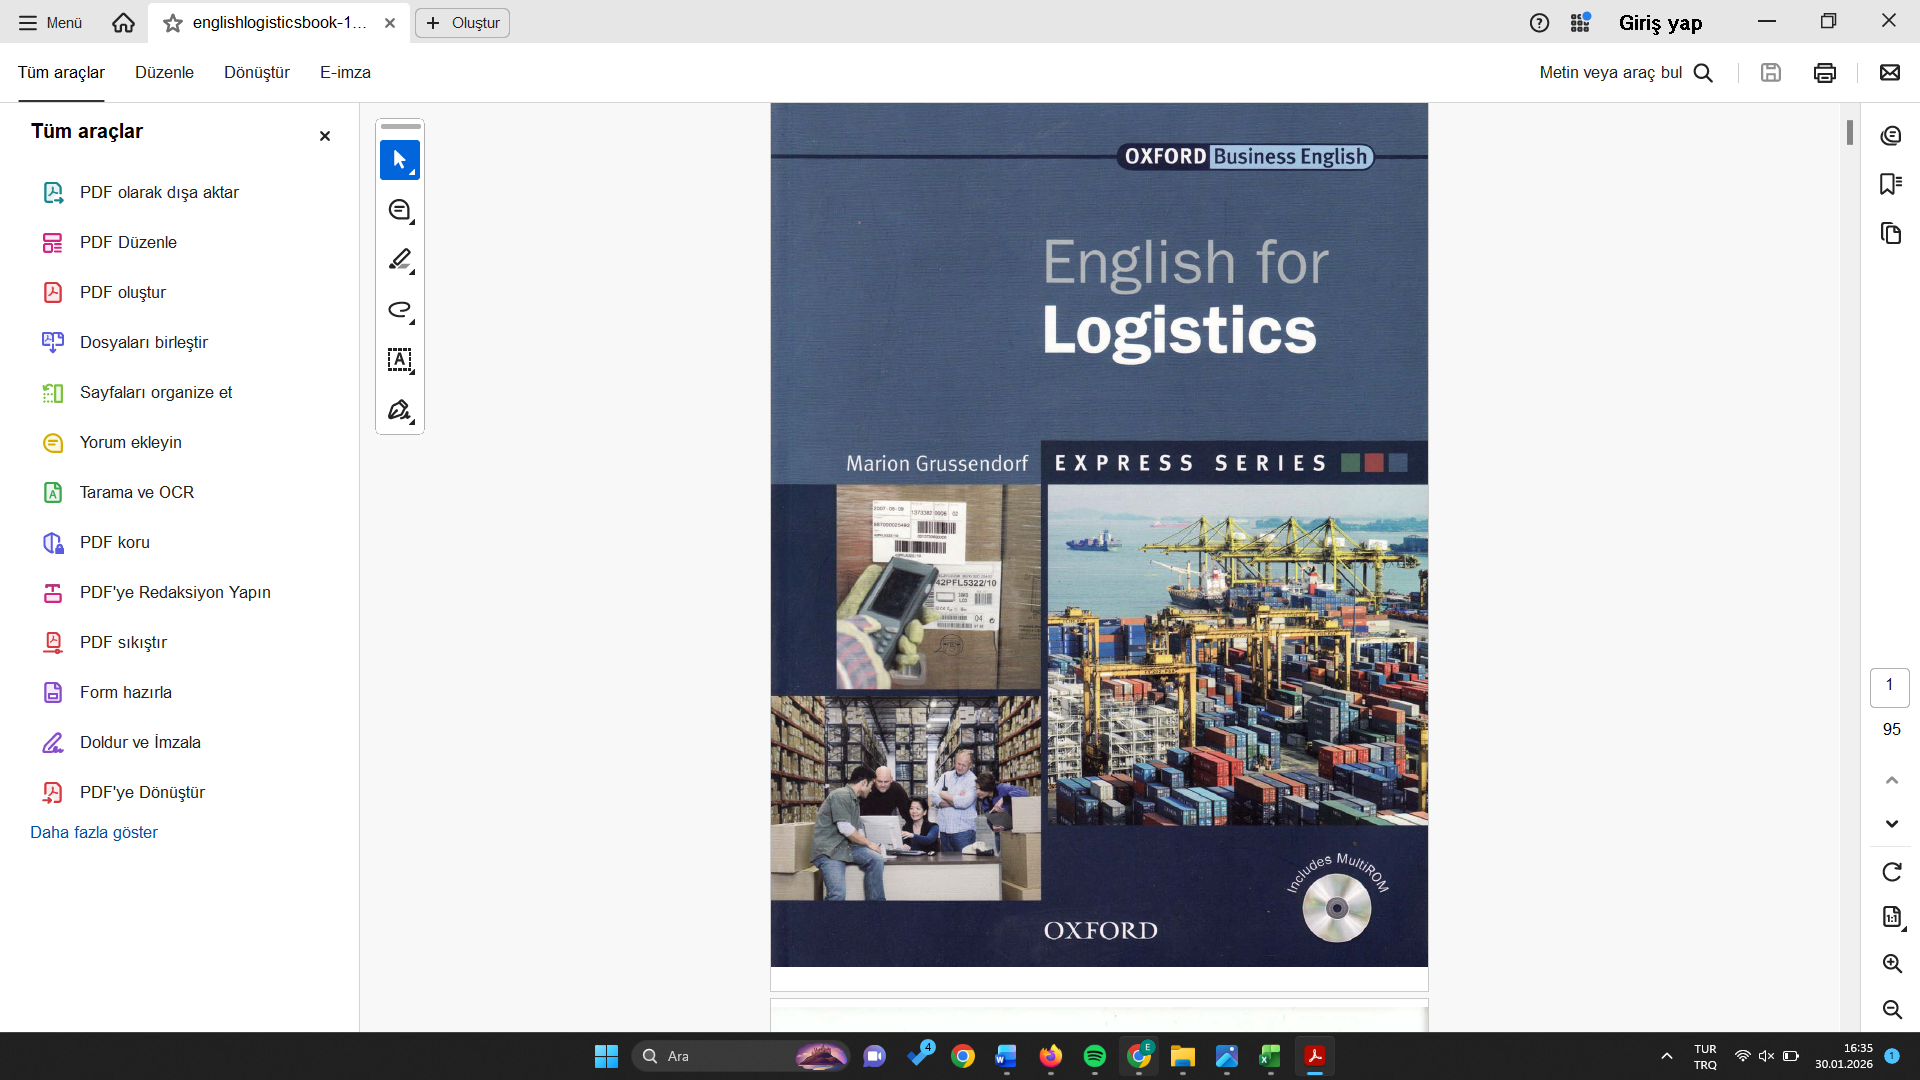 Menü
englishlogisticsbook-1...
Oluştur
Giriş yap
Tüm araçlar
Düzenle
Dönüştür
E-imza
Metin veya araç bul
Tüm araçlar
PDF olarak dışa aktar
PDF Düzenle
PDF oluştur
Dosyaları birleştir
Sayfaları organize et
Yorum ekleyin
Tarama ve OCR
PDF koru
PDF'ye Redaksiyon Yapın
PDF sıkıştır
Form hazırla
Doldur ve İmzala
PDF'ye Dönüştür
Daha fazla göster
OXFORD Business English
English for
Logistics
Marion Grussendorf
EXPRESS SERIES
42PFL5322/10
04
Includes MultiROM
OXFORD
1
95
Ara
4
E
TUR
TRQ
16:35
30.01.2026
1